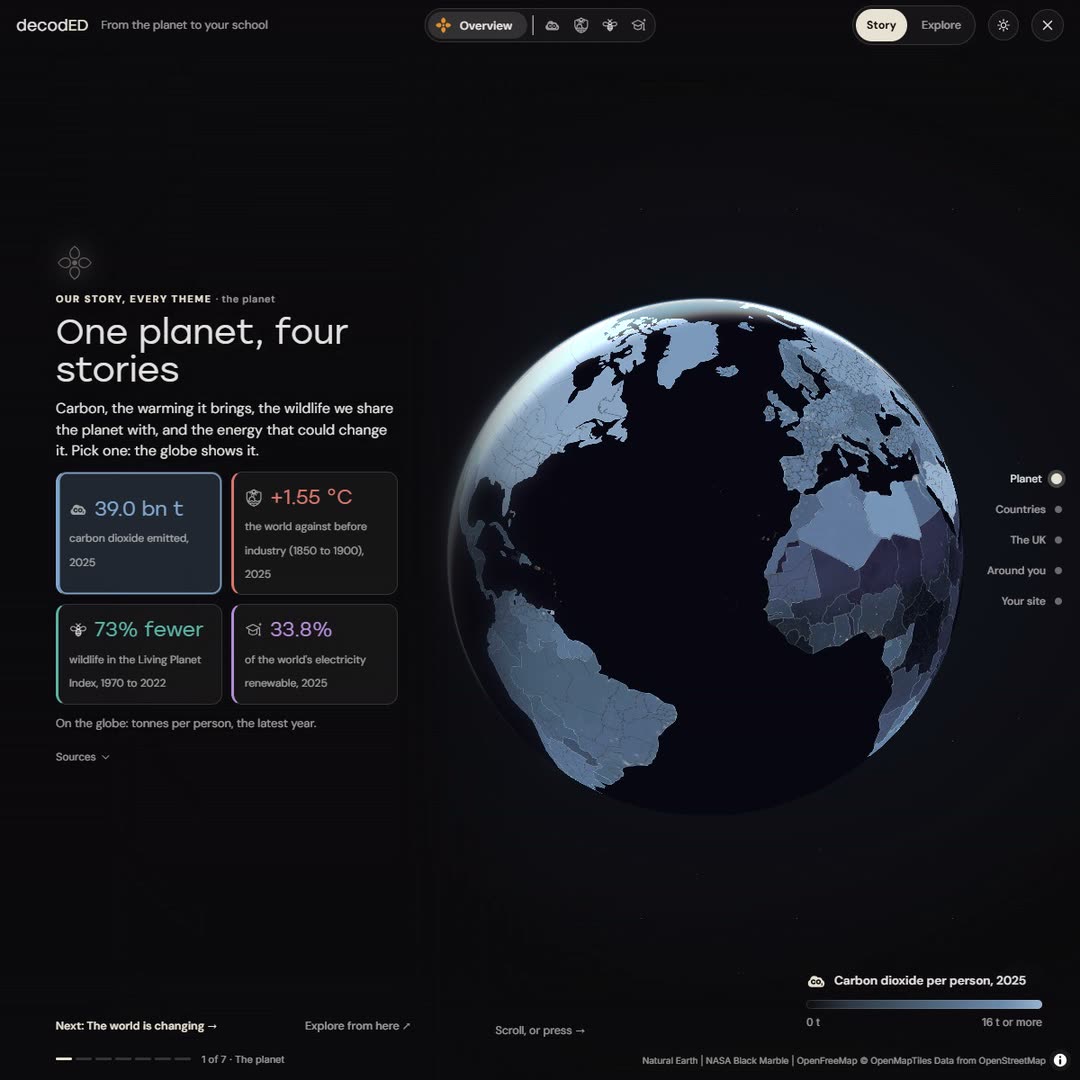 decodED
From the planet to your school
Overview
Story
Explore
OUR STORY, EVERY THEME · the planet
One planet, four
stories
Carbon, the warming it brings, the wildlife we share
the planet with, and the energy that could change
it. Pick one: the globe shows it.
CO₂ 39.0 bn t
carbon dioxide emitted,
2025
+1.55 °C
the world against before
industry (1850 to 1900),
2025
73% fewer
wildlife in the Living Planet
Index, 1970 to 2022
33.8%
of the world's electricity
renewable, 2025
On the globe: tonnes per person, the latest year.
Sources
Planet
Countries
The UK
Around you
Your site
CO₂ Carbon dioxide per person, 2025
0 t
16 t or more
Next: The world is changing →
Explore from here ↗
Scroll, or press →
1 of 7 · The planet
Natural Earth | NASA Black Marble | OpenFreeMap © OpenMapTiles Data from OpenStreetMap